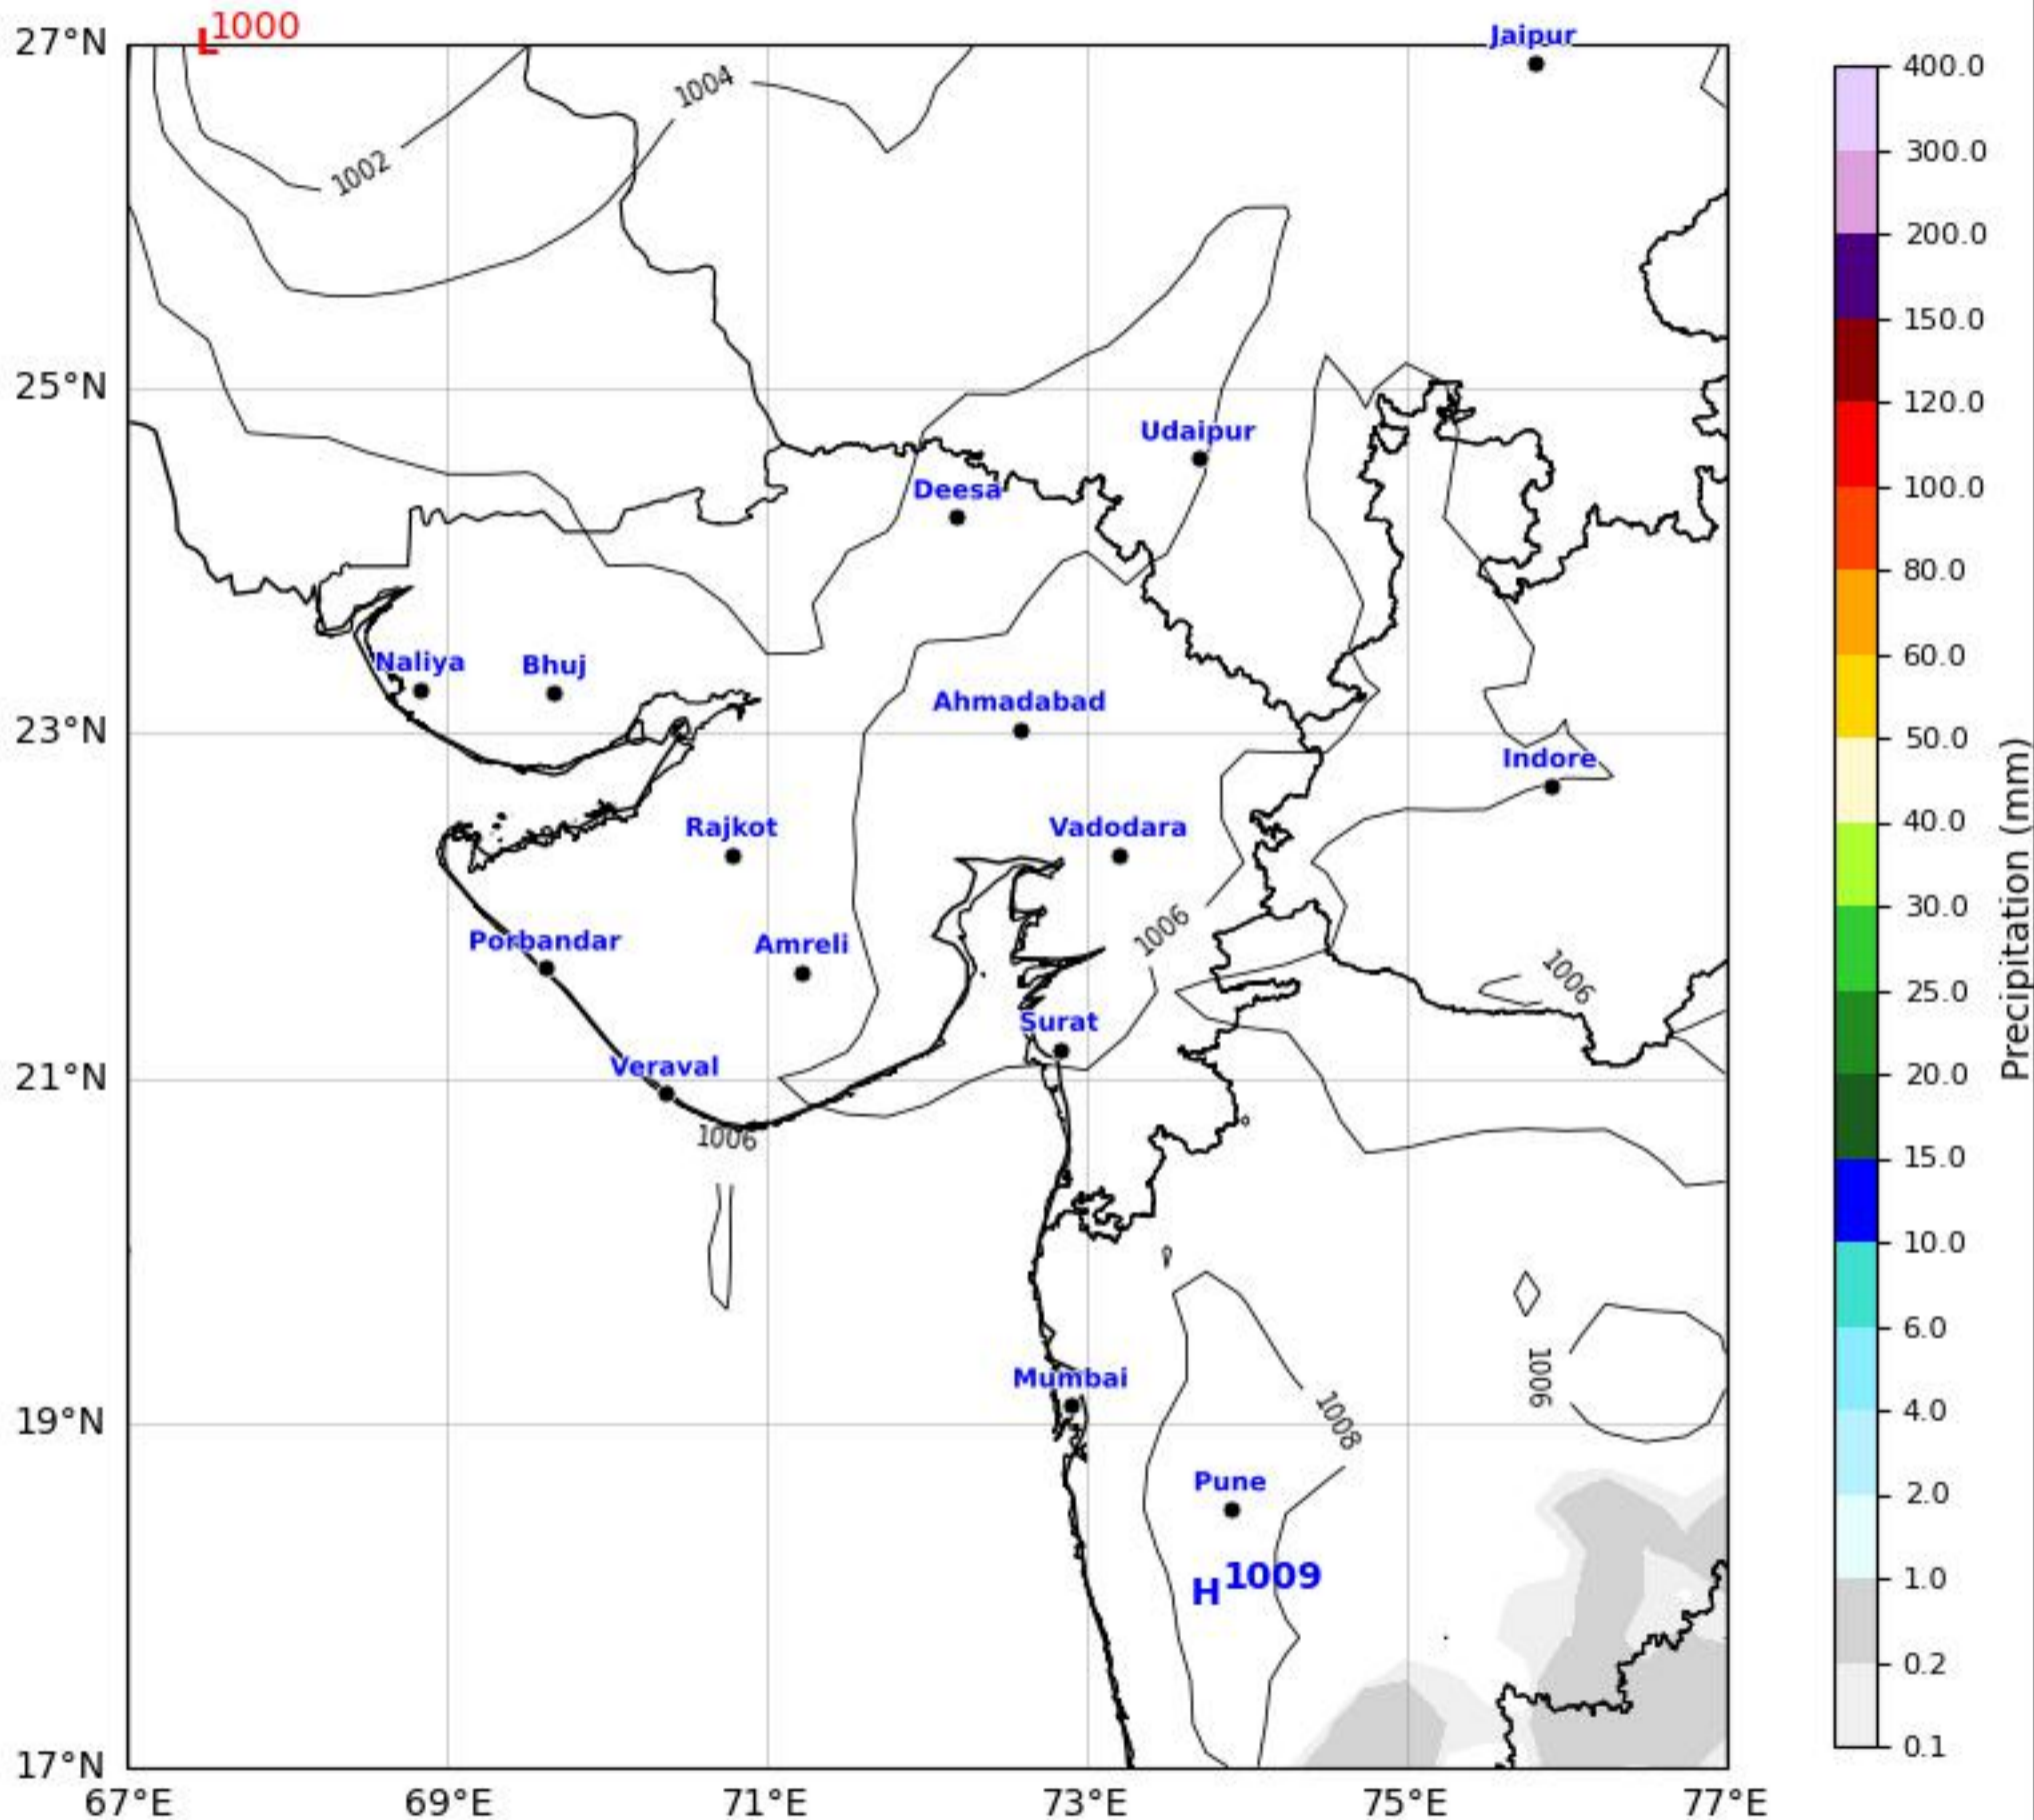 L1000
27°N
Jaipur
1004
400.0
1002
300.0
200.0
150.0
25°N
120.0
Udaipur
Deesa
100.0
80.0
Naliya
Bhuj
60.0
Ahmadabad
23°N
50.0
Indore
Rajkot
Vadodara
40.0
1006
30.0
Porbandar
Amreli
1006
25.0
Precipitation (mm)
Surat
Veraval
21°N
20.0
1006
15.0
10.0
6.0
Mumbai
1006
1008
19°N
4.0
Pune
2.0
H1009
1.0
0.2
17°N
0.1
67°E
69°E
71°E
73°E
75°E
77°E